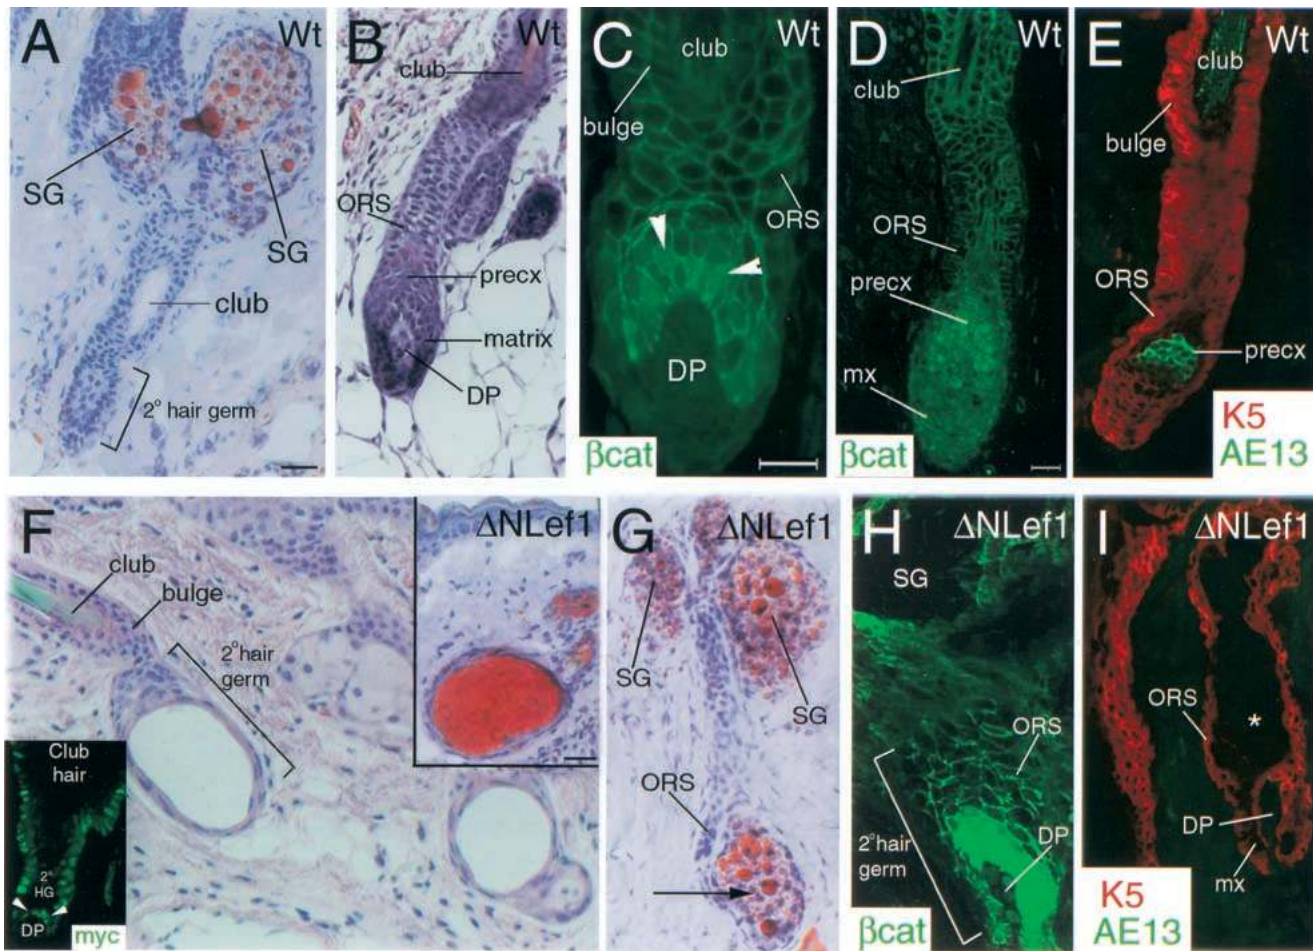 A
Wt
SG
SG
club
2° hair germ
B
Wt
club
ORS
precx
matrix
DP
C
Wt
club
bulge
ORS
DP
βcat
D
Wt
club
ORS
precx
mx
βcat
E
Wt
club
bulge
ORS
precx
K5
AE13
F
ΔNLef1
club
bulge
2° hair
germ
Club
hair
2°
HG
DP
myc
G
ΔNLef1
SG
SG
ORS
H
ΔNLef1
SG
ORS
2° hair
germ
DP
βcat
I
ΔNLef1
ORS
*
DP
mx
K5
AE13